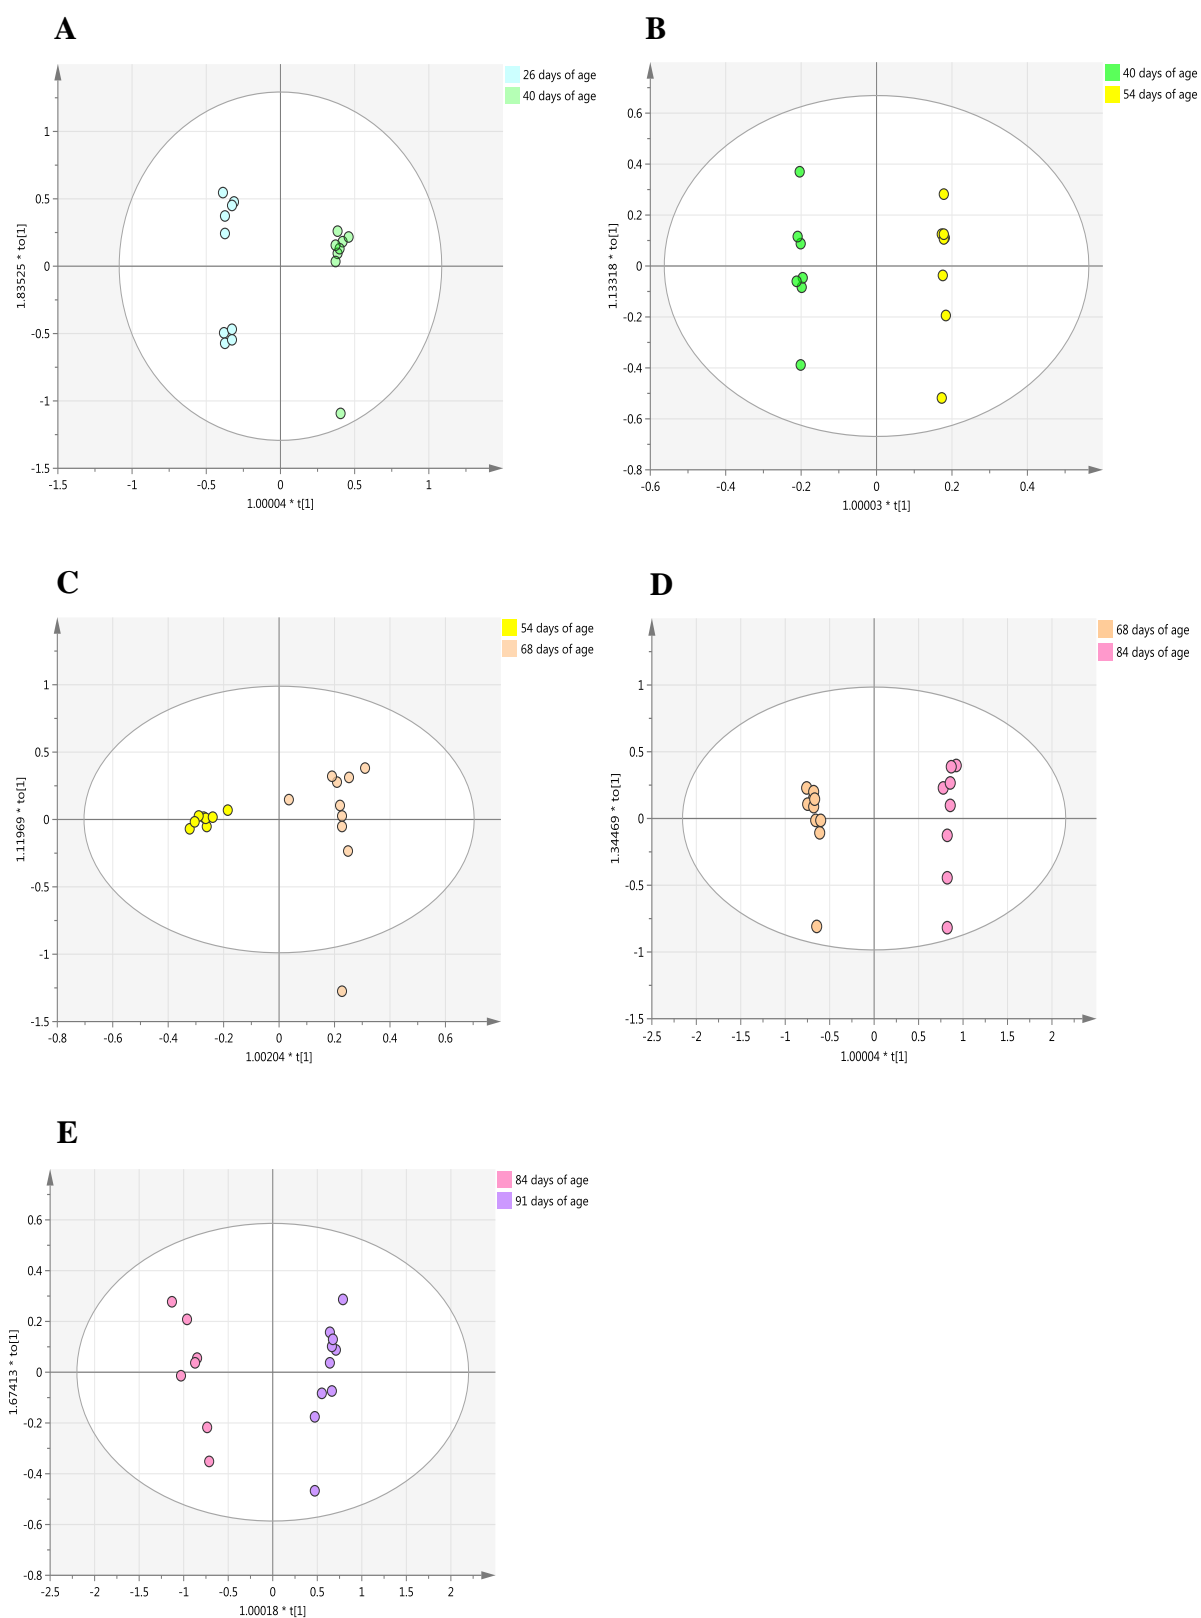 A
26 days of age
40 days of age
1
0.5
0
-0.5
-1
-1.5
-1.5 -1 -0.5 0 0.5 1
1.83525 * to[1]
1.00004 * t[1]
B
40 days of age
54 days of age
0.6
0.4
0.2
0
-0.2
-0.4
-0.6
-0.8
-0.6 -0.4 -0.2 0 0.2 0.4
1.13318 * to[1]
1.00003 * t[1]
C
54 days of age
68 days of age
1
0.5
0
-0.5
-1
-1.5
-0.8 -0.6 -0.4 -0.2 0 0.2 0.4 0.6
1.11969 * to[1]
1.00204 * t[1]
D
68 days of age
84 days of age
1
0.5
0
-0.5
-1
-1.5
-2.5 -2 -1.5 -1 -0.5 0 0.5 1 1.5 2
1.34469 * to[1]
1.00004 * t[1]
E
84 days of age
91 days of age
0.6
0.4
0.2
0
-0.2
-0.4
-0.6
-0.8
-2.5 -2 -1.5 -1 -0.5 0 0.5 1 1.5 2
1.67413 * to[1]
1.00018 * t[1]